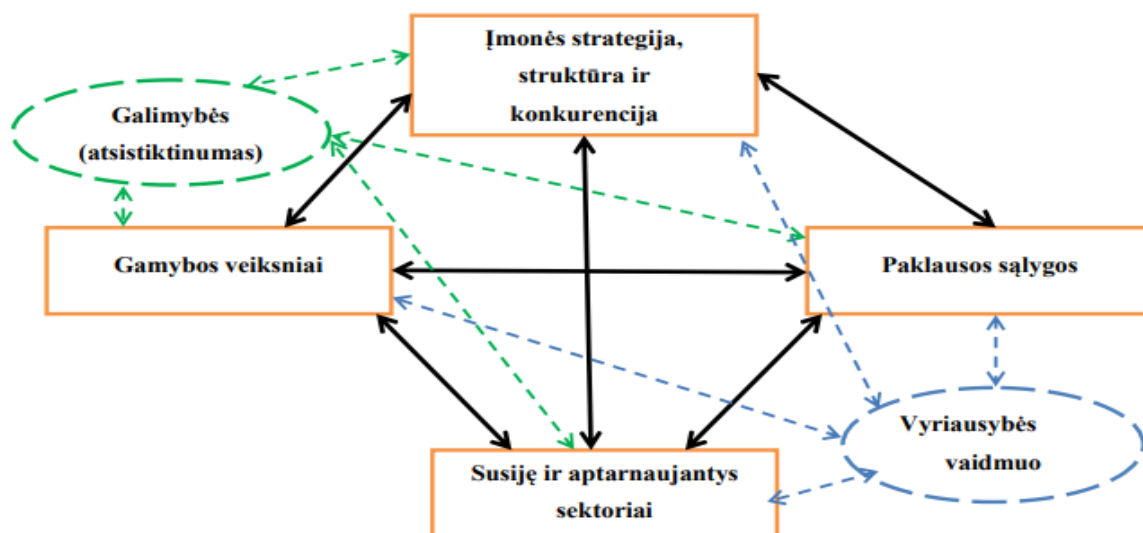 Įmonės strategija,
struktūra ir
konkurencija
Galimybės
(atsistiktinumas)
Gamybos veiksniai
Paklausos sąlygos
Vyriausybės
vaidmuo
Susiję ir aptarnaujantys
sektoriai